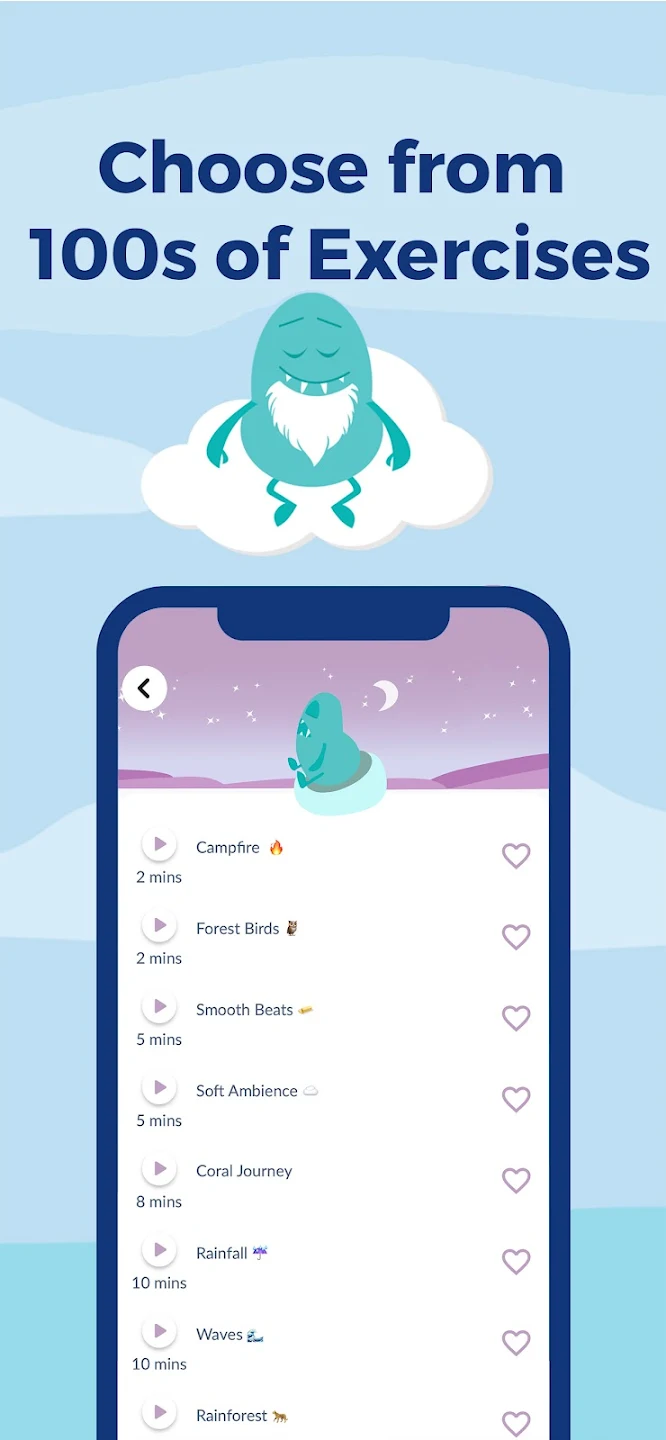 Choose from
100s of Exercises
Campfire 🔥
2 mins
Forest Birds 🦉
2 mins
Smooth Beats
5 mins
Soft Ambience ☁️
5 mins
Coral Journey
8 mins
Rainfall ☔
10 mins
Waves 🌊
10 mins
Rainforest 🐆